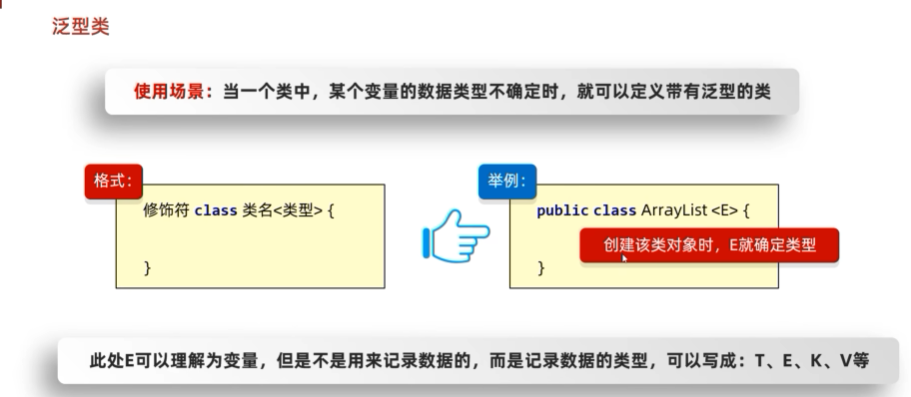 泛型类
使用场景：当一个类中，某个变量的数据类型不确定时，就可以定义带有泛型的类
格式：
修饰符 class 类名<类型> {
}
举例：
public class ArrayList <E> {
创建该类对象时，E就确定类型
}
此处E可以理解为变量，但是不是用来记录数据的，而是记录数据的类型，可以写成：T、E、K、V等